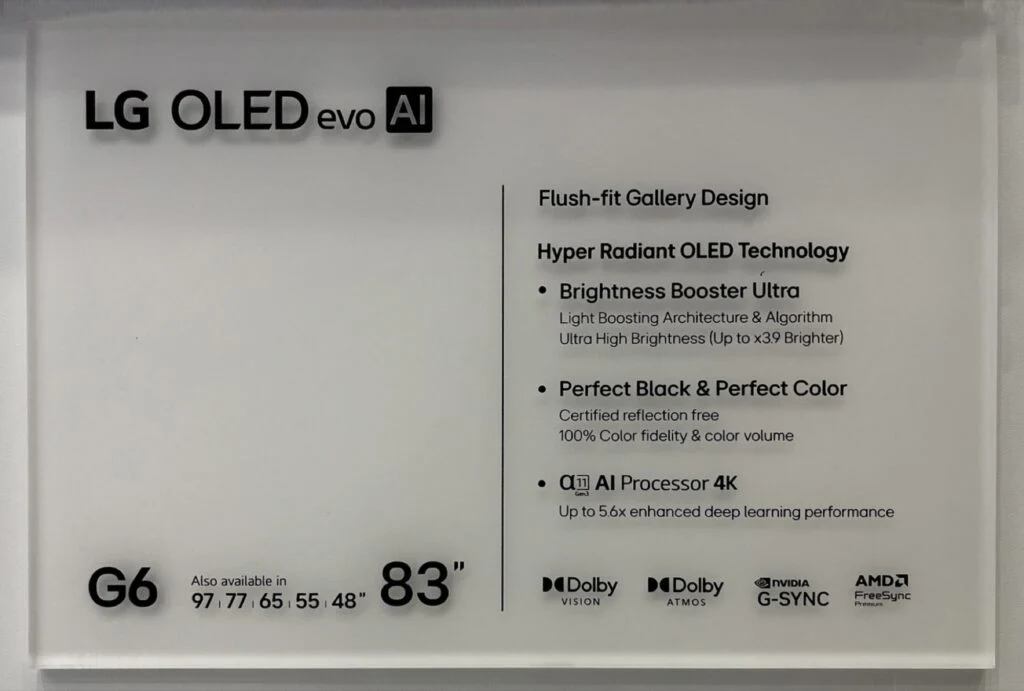 LG OLED evo AI
Flush-fit Gallery Design
Hyper Radiant OLED Technology
• Brightness Booster Ultra
Light Boosting Architecture & Algorithm
Ultra High Brightness (Up to x3.9 Brighter)
• Perfect Black & Perfect Color
Certified reflection free
100% Color fidelity & color volume
• α11 AI Processor 4K
Gen3
Up to 5.6x enhanced deep learning performance
G6
Also available in
97 | 77 | 65 | 55 | 48"
83"
Dolby
VISION
Dolby
ATMOS
NVIDIA
G-SYNC
AMD
FreeSync
Premium